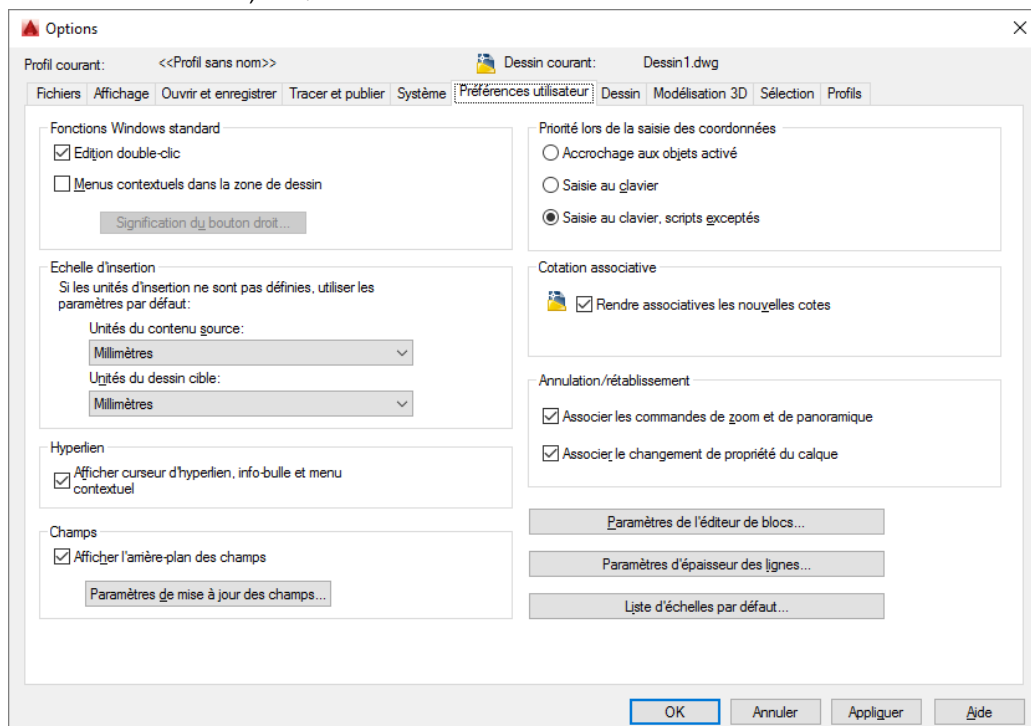 Options
Profil courant: <<Profil sans nom>> Dessin courant: Dessin1.dwg
Fichiers Affichage Ouvrir et enregistrer Tracer et publier Système Préférences utilisateur Dessin Modélisation 3D Sélection Profils
Fonctions Windows standard
Edition double-clic
Menus contextuels dans la zone de dessin
Signification du bouton droit...
Echelle d'insertion
Si les unités d'insertion ne sont pas définies, utiliser les
paramètres par défaut:
Unités du contenu source:
Millimètres
Unités du dessin cible:
Millimètres
Hyperlien
Afficher curseur d'hyperlien, info-bulle et menu
contextuel
Champs
Afficher l'arrière-plan des champs
Paramètres de mise à jour des champs...
Priorité lors de la saisie des coordonnées
Accrochage aux objets activé
Saisie au clavier
Saisie au clavier, scripts exceptés
Cotation associative
Rendre associatives les nouvelles cotes
Annulation/rétablissement
Associer les commandes de zoom et de panoramique
Associer le changement de propriété du calque
Paramètres de l'éditeur de blocs...
Paramètres d'épaisseur des lignes...
Liste d'échelles par défaut...
OK Annuler Appliquer Aide